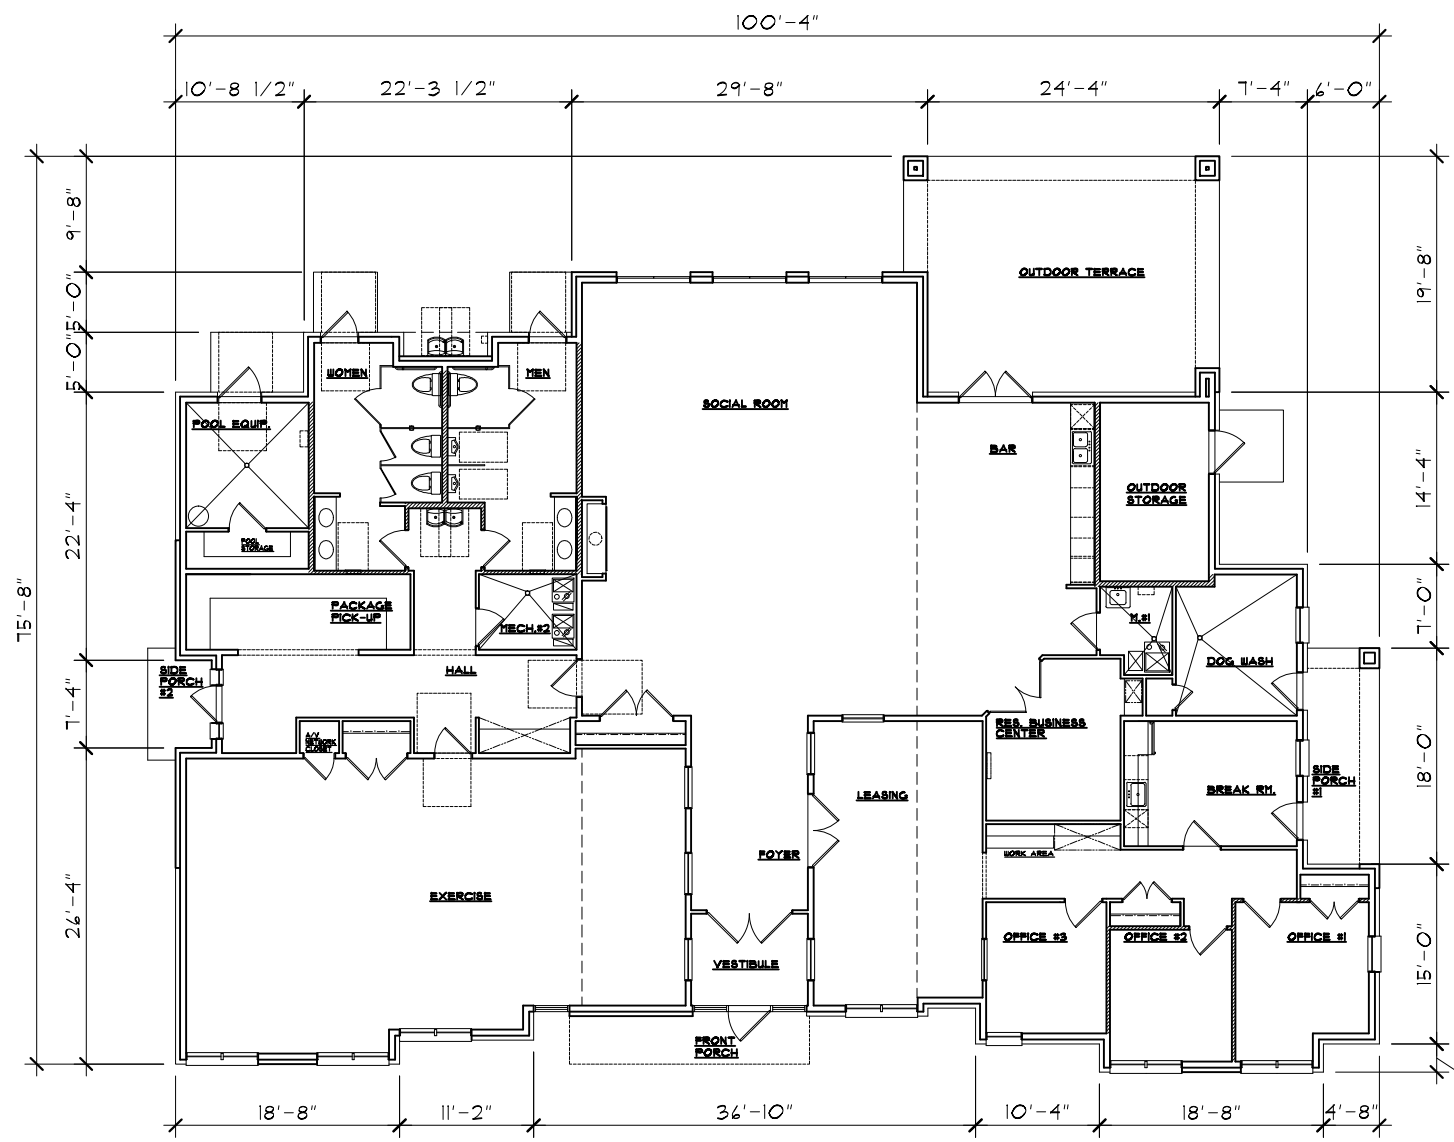 100'-4"
10'-8 1/2"
22'-3 1/2"
29'-8"
24'-4"
7'-4"
6'-0"
9'-8"
5'-0"
5'-0"
22'-4"
7'-4"
26'-4"
75'-8"
19'-8"
14'-4"
7'-0"
18'-0"
15'-0"
OUTDOOR TERRACE
WOMEN
MEN
SOCIAL ROOM
POOL EQUIP.
BAR
OUTDOOR
STORAGE
POOL
STORAGE
PACKAGE
PICK-UP
MECH.#2
M.#1
DOG WASH
SIDE
PORCH
#2
HALL
A/V
NETWORK
CLOSET
RES. BUSINESS
CENTER
SIDE
PORCH
#1
LEASING
BREAK RM.
FOYER
WORK AREA
EXERCISE
OFFICE #3
OFFICE #2
OFFICE #1
VESTIBULE
FRONT
PORCH
18'-8"
11'-2"
36'-10"
10'-4"
18'-8"
4'-8"